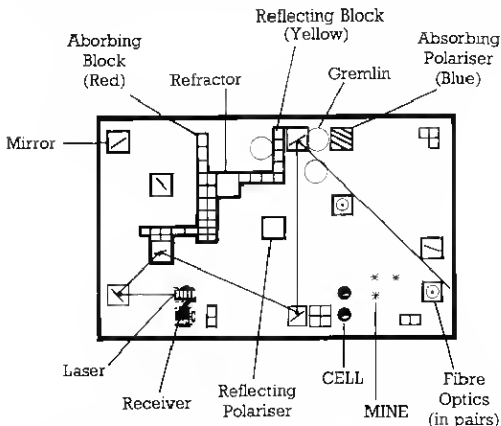 Reflecting Block
(Yellow)
Aborbing
Block
(Red)
Refractor
Gremlin
Absorbing
Polariser
(Blue)
Mirror
Laser
Receiver
Reflecting
Polariser
CELL
MINE
Fibre
Optics
(in pairs)